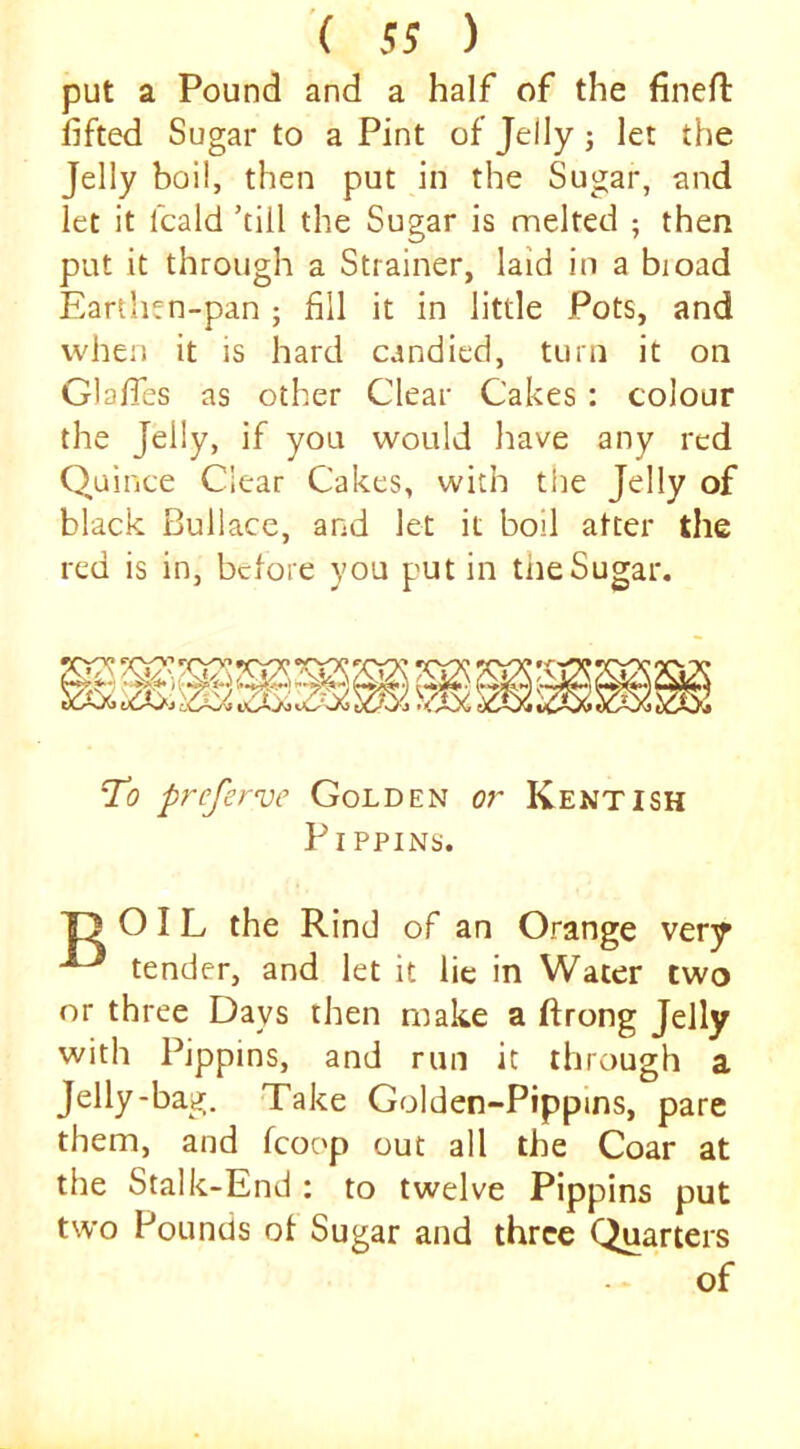 ( 55 )
put a Pound and a half of the fineſt
ſifted Sugar to a Pint of Jelly ; let the
Jelly boil, then put in the Sugar, and
let it ſcald 'till the Sugar is melted ; then
put it through a Strainer, laid in a broad
Earthen-pan ; fill it in little Pots, and
when it is hard candied, turn it on
Glaſſes as other Clear Cakes : colour
the Jelly, if you would have any red
Quince Clear Cakes, with the Jelly of
black Bullace, and let it boil after the
red is in, before you put in the Sugar.
To preſerve GOLDEN or KENTISH
PIPPINS.
BOIL the Rind of an Orange very
tender, and let it lie in Water two
or three Days then make a ſtrong Jelly
with Pippins, and run it through a
Jelly-bag. Take Golden-Pippins, pare
them, and ſcoop out all the Coar at
the Stalk-End : to twelve Pippins put
two Pounds of Sugar and three Quarters
of